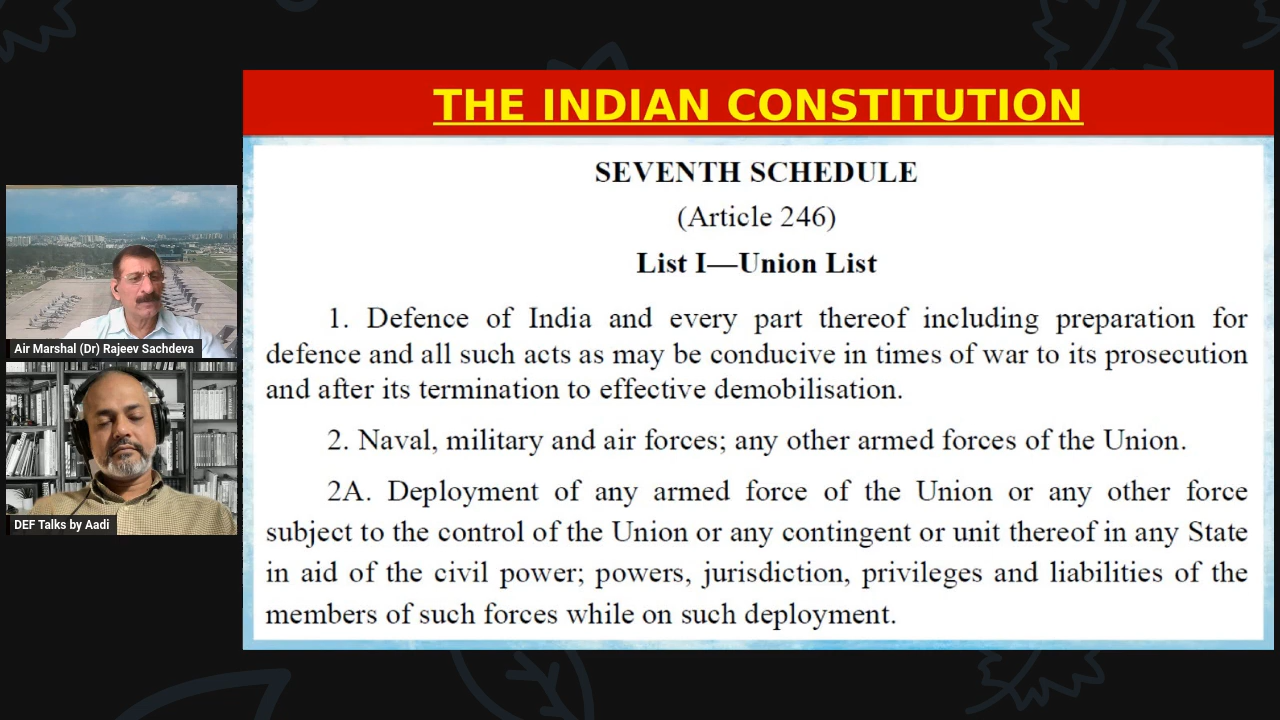 THE INDIAN CONSTITUTION
SEVENTH SCHEDULE
(Article 246)
List I—Union List
1. Defence of India and every part thereof including preparation for
defence and all such acts as may be conducive in times of war to its prosecution
and after its termination to effective demobilisation.
2. Naval, military and air forces; any other armed forces of the Union.
2A. Deployment of any armed force of the Union or any other force
subject to the control of the Union or any contingent or unit thereof in any State
in aid of the civil power; powers, jurisdiction, privileges and liabilities of the
members of such forces while on such deployment.
Air Marshal (Dr) Rajeev Sachdeva
DEF Talks by Aadi